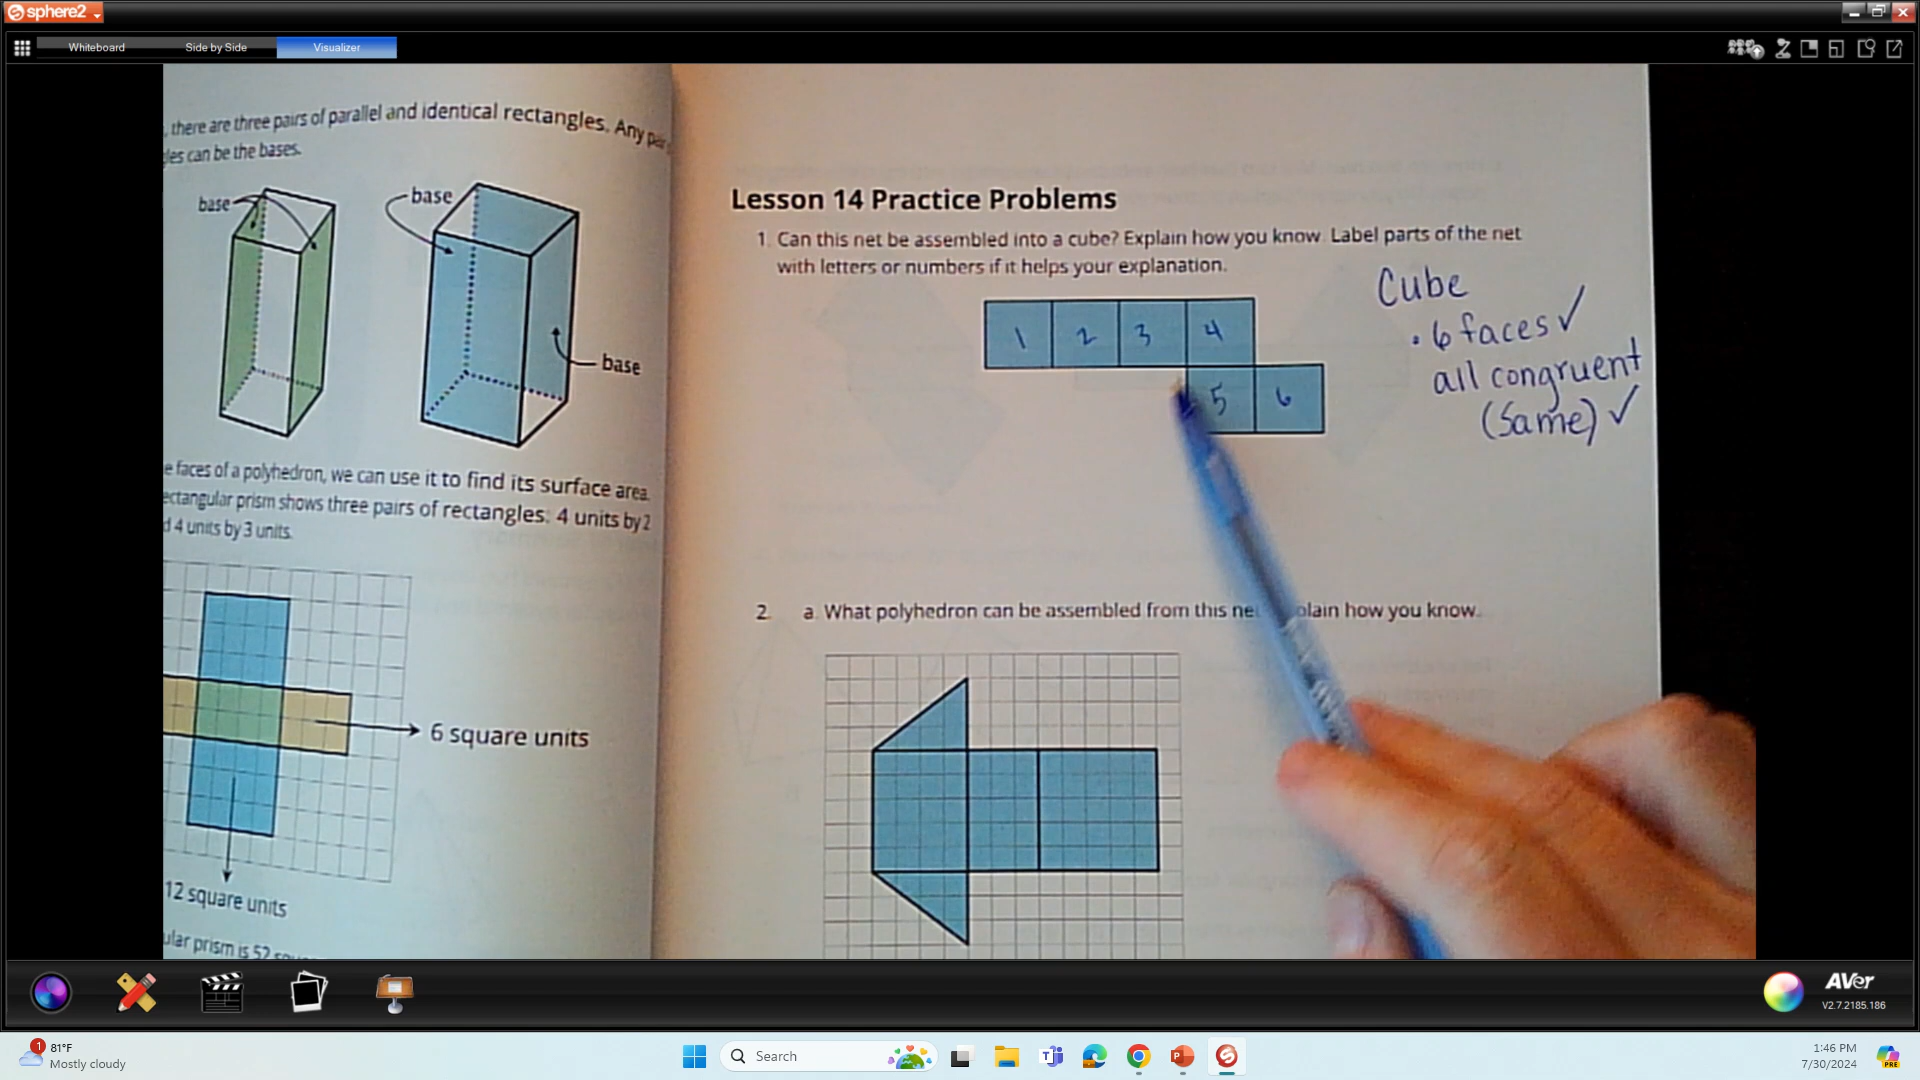 sphere2
Whiteboard
Side by Side
Visualizer
, there are three pairs of parallel and identical rectangles. Any
can be the bases.
base
base
base
faces of a polyhedron, we can use it to find its surface area.
prism shows three pairs of rectangles: 4 units by 2
4 units by 3 units.
6 square units
12 square units
prism is 52
Lesson 14 Practice Problems
1. Can this net be assembled into a cube? Explain how you know. Label parts of the net
with letters or numbers if it helps your explanation.
1 2 3 4
5 6
Cube
• 6 faces ✓
all congruent
(Same) ✓
2. a. What polyhedron can be assembled from this how you know.
AVer
V2.7.2185.186
1
81°F
Mostly cloudy
Search
1:46 PM
7/30/2024
PRE